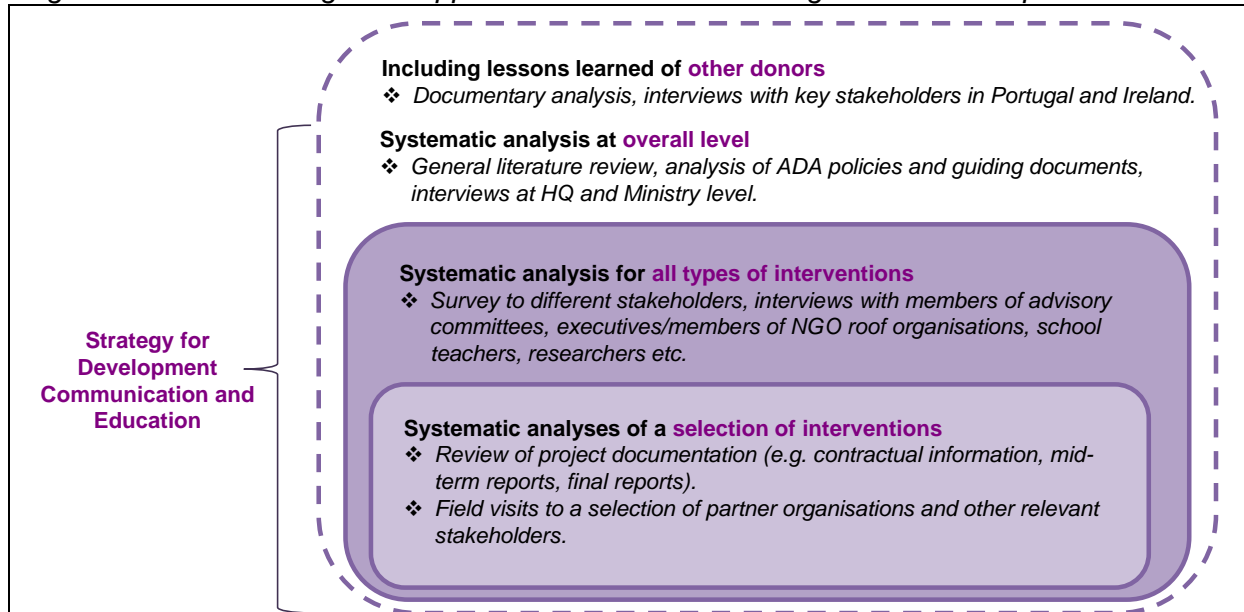 Including lessons learned of other donors
❖ Documentary analysis, interviews with key stakeholders in Portugal and Ireland.
Systematic analysis at overall level
❖ General literature review, analysis of ADA policies and guiding documents,
interviews at HQ and Ministry level.
Systematic analysis for all types of interventions
❖ Survey to different stakeholders, interviews with members of advisory
committees, executives/members of NGO roof organisations, school
teachers, researchers etc.
Strategy for
Development
Communication and
Education
Systematic analyses of a selection of interventions
❖ Review of project documentation (e.g. contractual information, mid-
term reports, final reports).
❖ Field visits to a selection of partner organisations and other relevant
stakeholders.